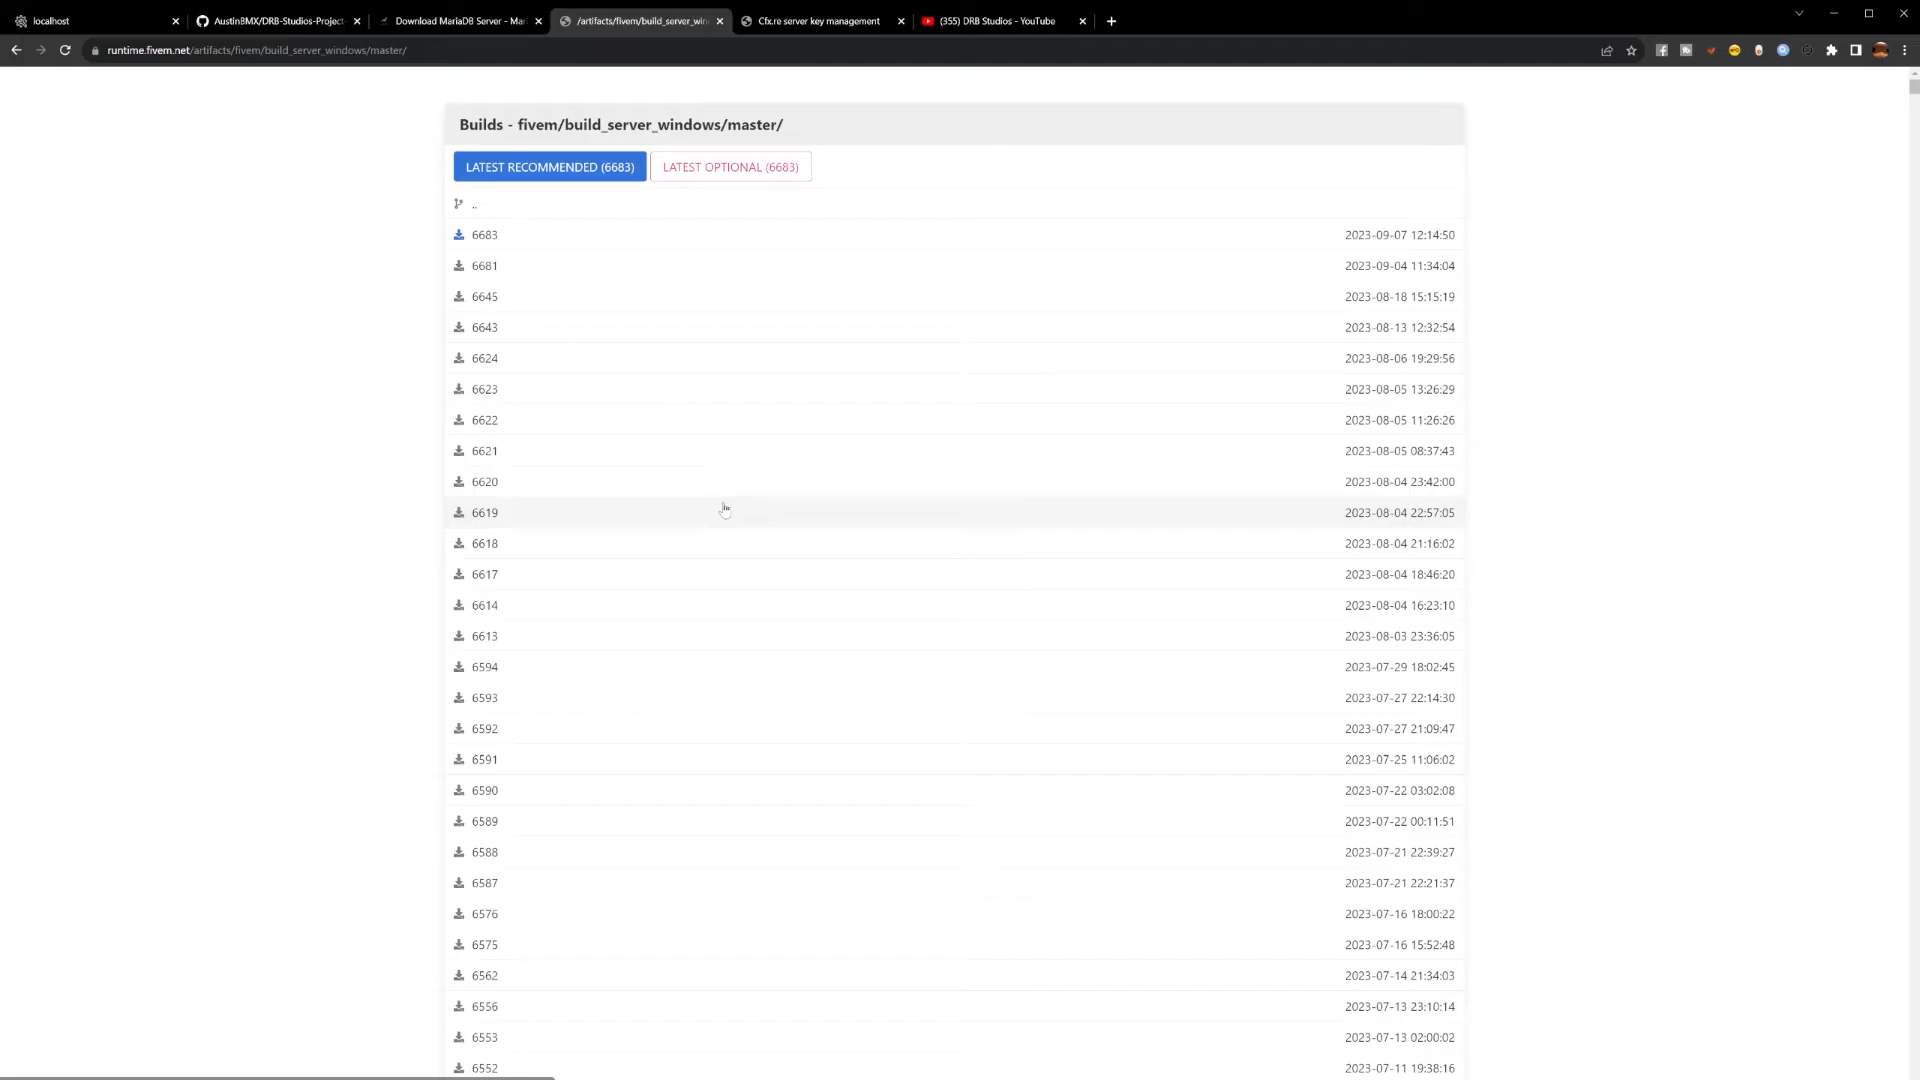 localhost
AustinBMX/DRB-Studios-Project-
Download MariaDB Server - Mari
/artifacts/fivem/build_server_win
Cfx.re server key management
(355) DRB Studios - YouTube
runtime.fivem.net/artifacts/fivem/build_server_windows/master/
Builds - fivem/build_server_windows/master/
LATEST RECOMMENDED (6683) LATEST OPTIONAL (6683)
..
6683 2023-09-07 12:14:50
6681 2023-09-04 11:34:04
6645 2023-08-18 15:15:19
6643 2023-08-13 12:32:54
6624 2023-08-06 19:29:56
6623 2023-08-05 13:26:29
6622 2023-08-05 11:26:26
6621 2023-08-05 08:37:43
6620 2023-08-04 23:42:00
6619 2023-08-04 22:57:05
6618 2023-08-04 21:16:02
6617 2023-08-04 18:46:20
6614 2023-08-04 16:23:10
6613 2023-08-03 23:36:05
6594 2023-07-29 18:02:45
6593 2023-07-27 22:14:30
6592 2023-07-27 21:09:47
6591 2023-07-25 11:06:02
6590 2023-07-22 03:02:08
6589 2023-07-22 00:11:51
6588 2023-07-21 22:39:27
6587 2023-07-21 22:21:37
6576 2023-07-16 18:00:22
6575 2023-07-16 15:52:48
6562 2023-07-14 21:34:03
6556 2023-07-13 23:10:14
6553 2023-07-13 02:00:02
6552 2023-07-11 19:38:16